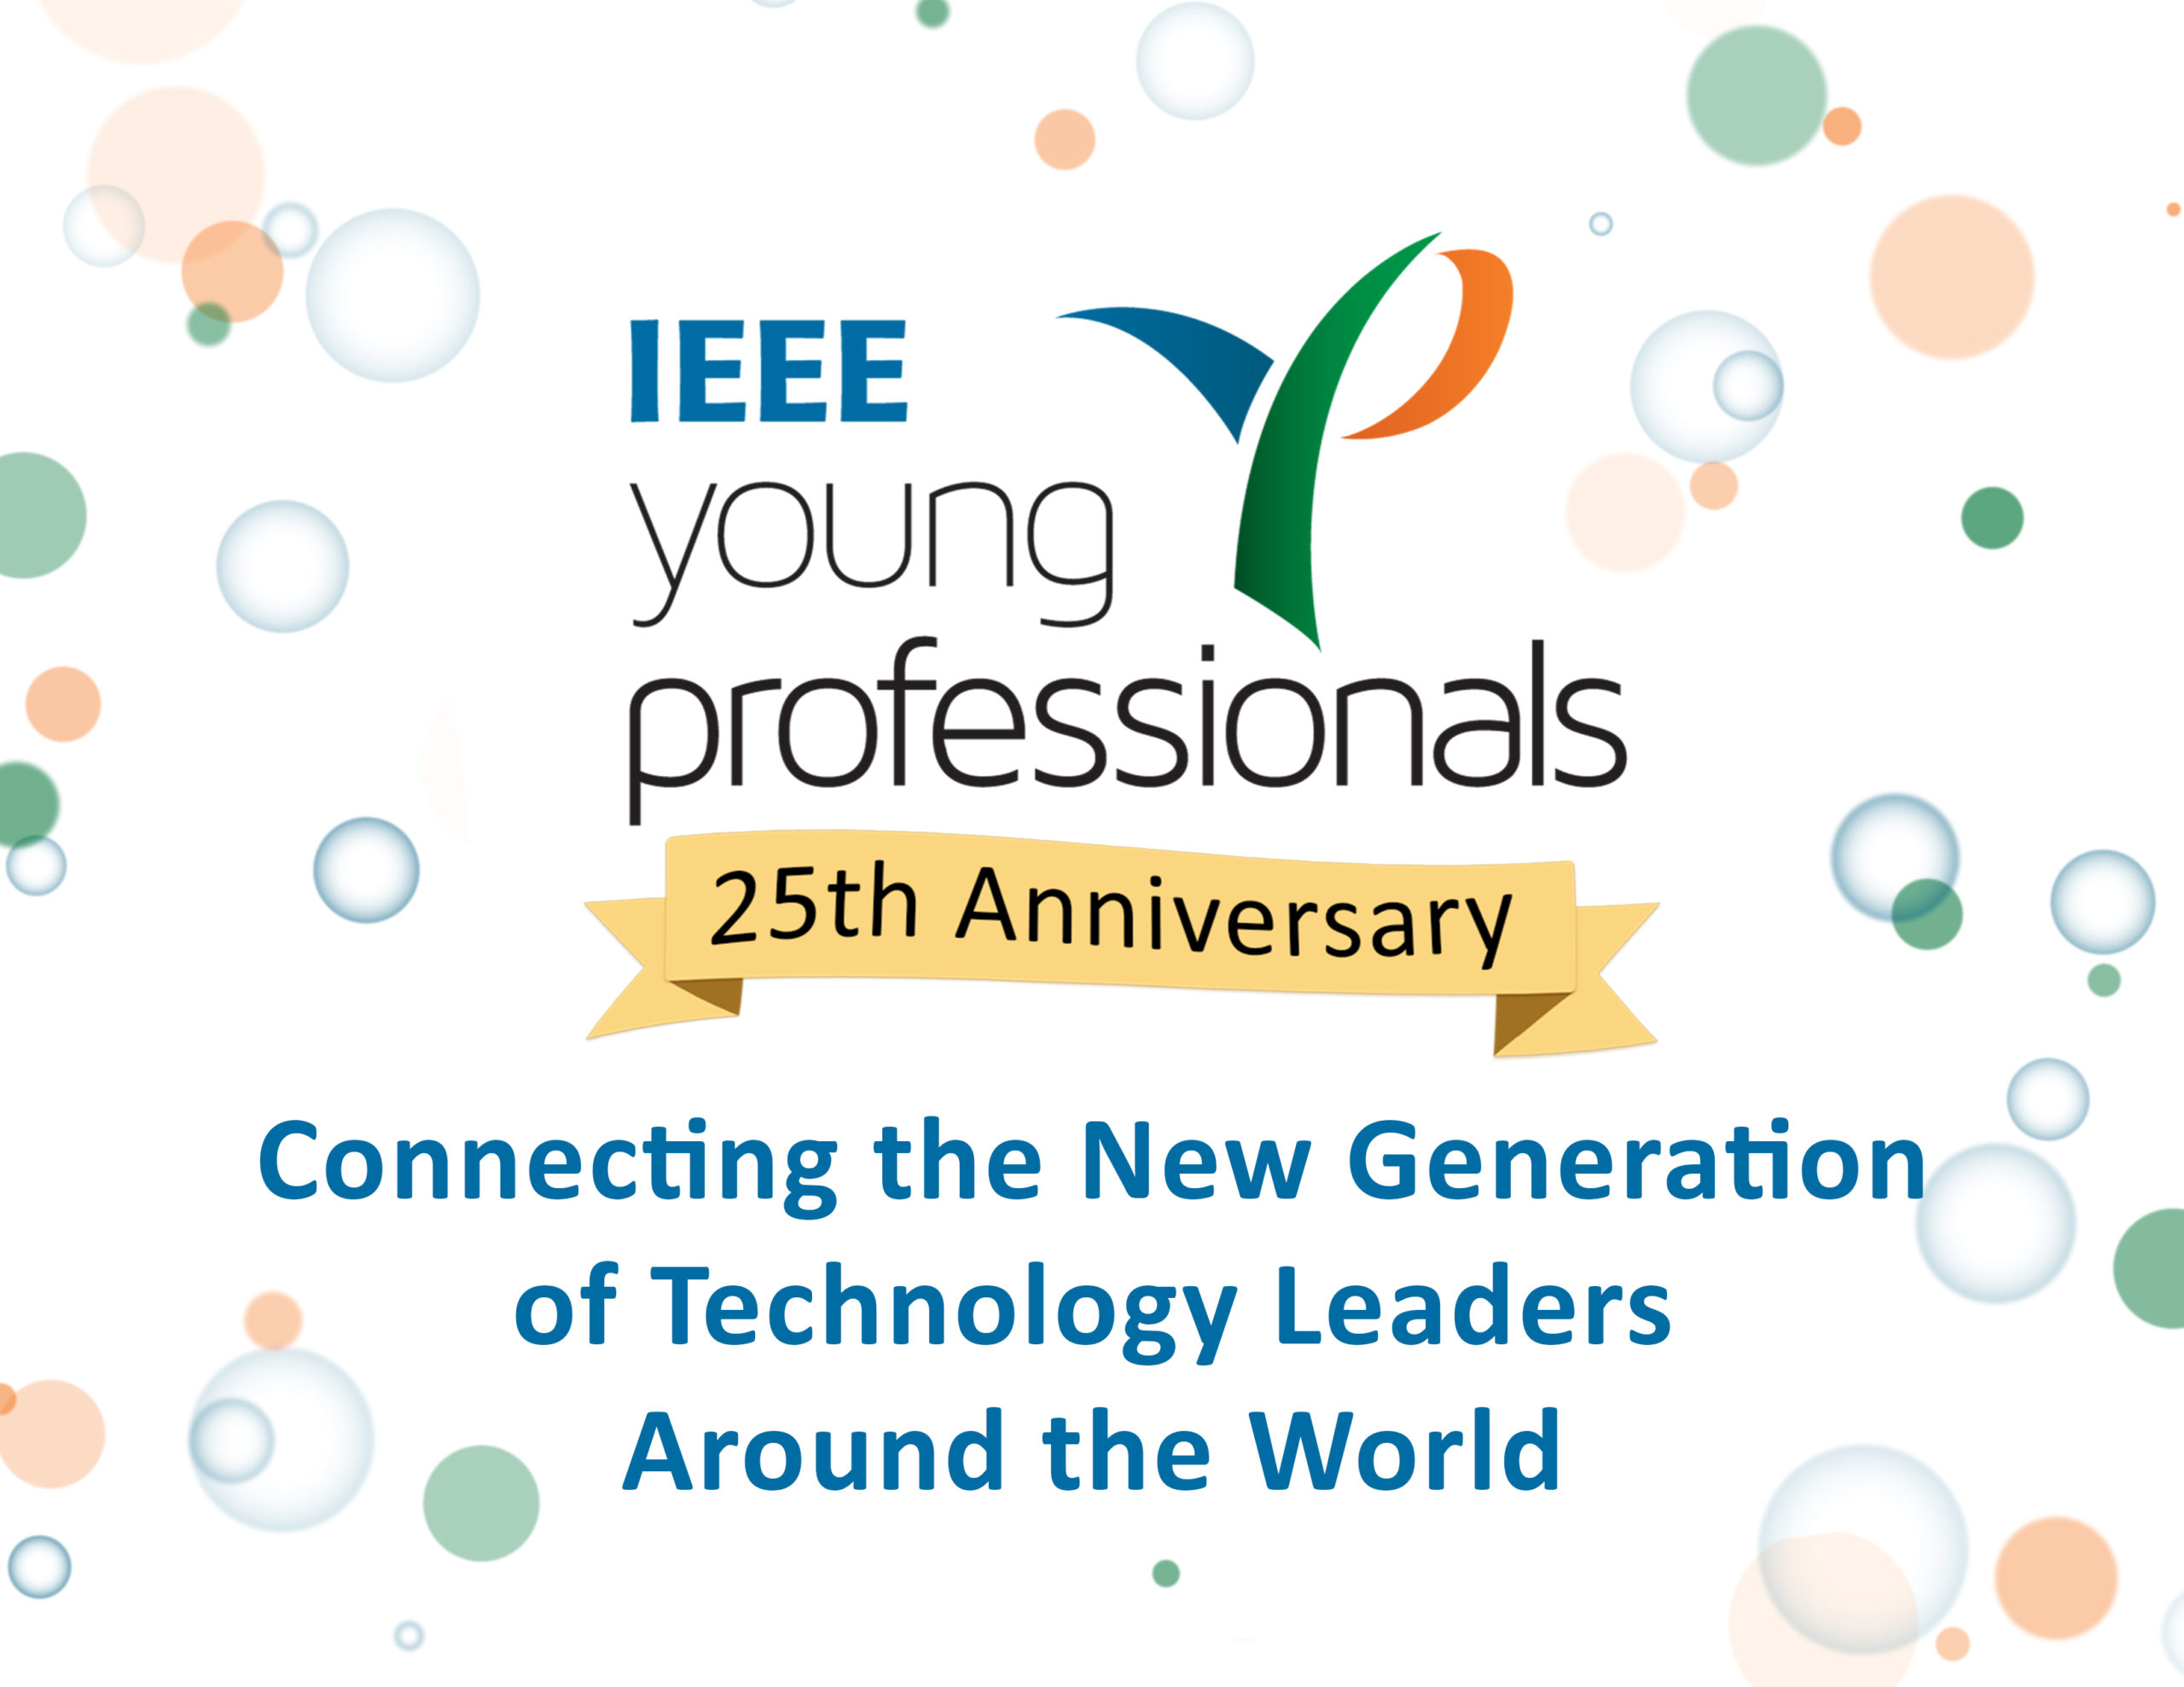 IEEE
young
professionals
25th Anniversary
Connecting the New Generation
of Technology Leaders
Around the World